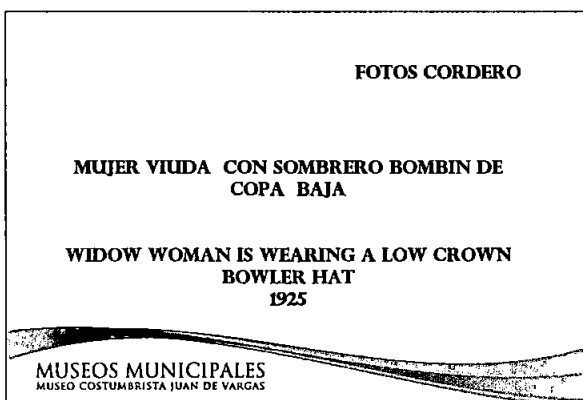 FOTOS CORDERO
MUJER VIUDA CON SOMBRERO BOMBIN DE
COPA BAJA
WIDOW WOMAN IS WEARING A LOW CROWN
BOWLER HAT
1925
MUSEOS MUNICIPALES
MUSEO COSTUMBRISTA JUAN DE VARGAS